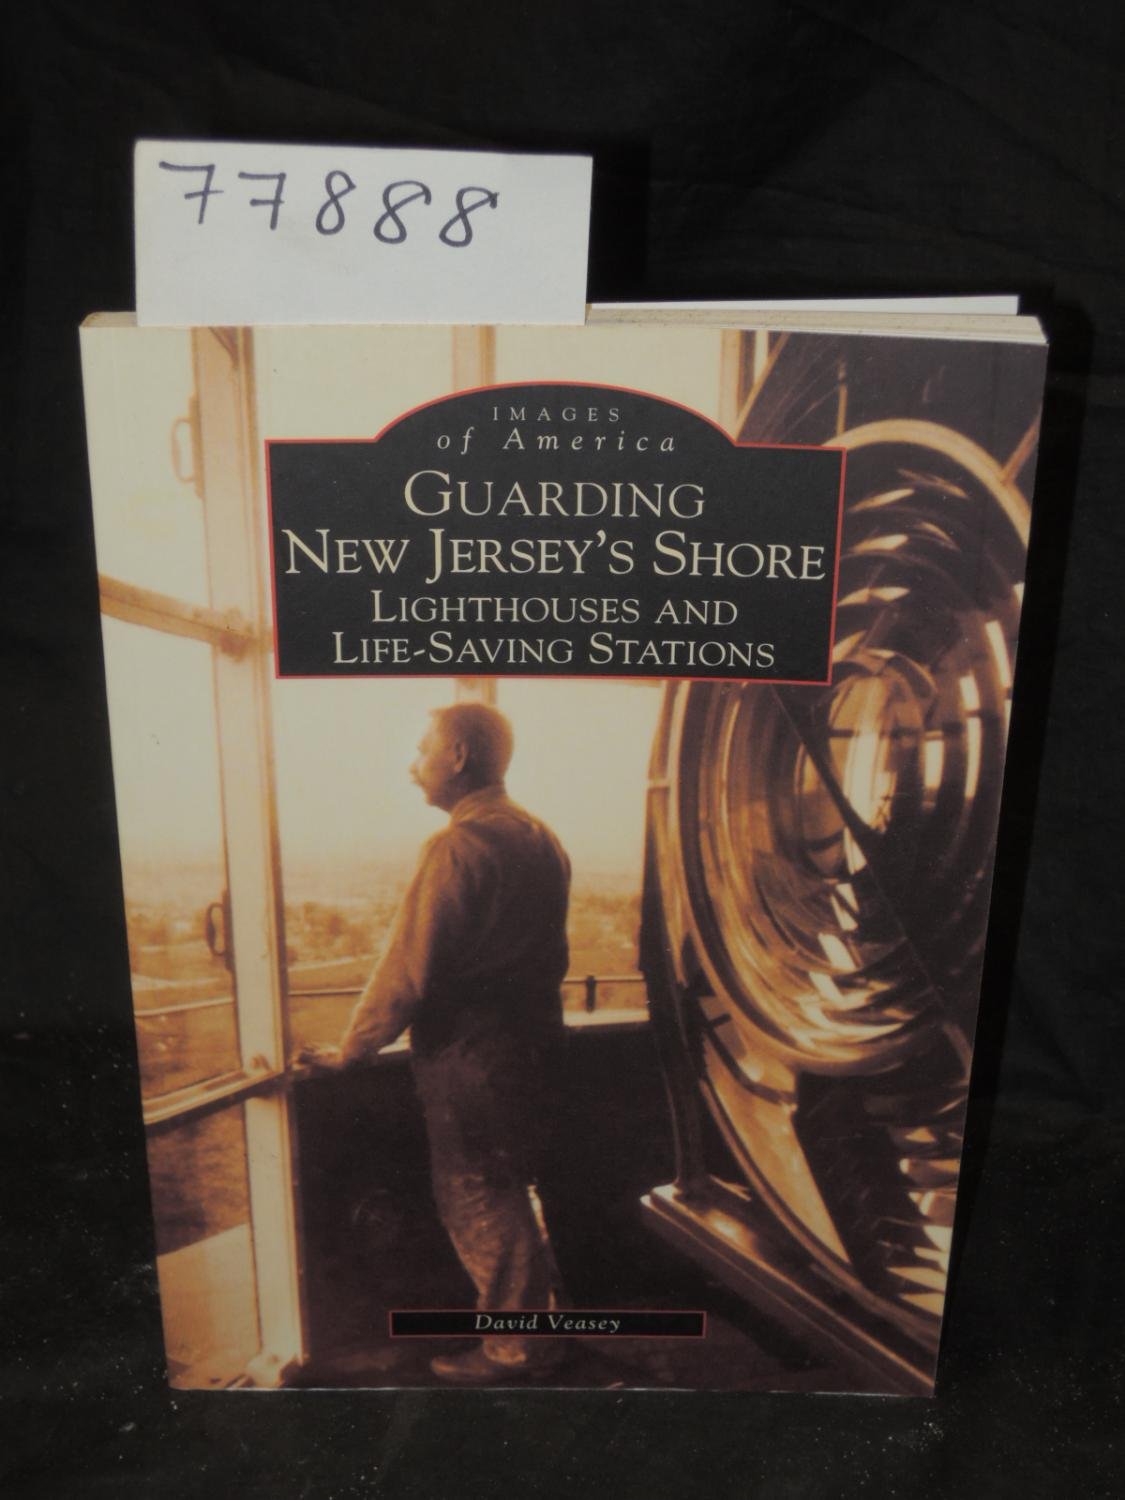 77888
IMAGES
of America
GUARDING
NEW JERSEY'S SHORE
LIGHTHOUSES AND
LIFE-SAVING STATIONS
David Veasey